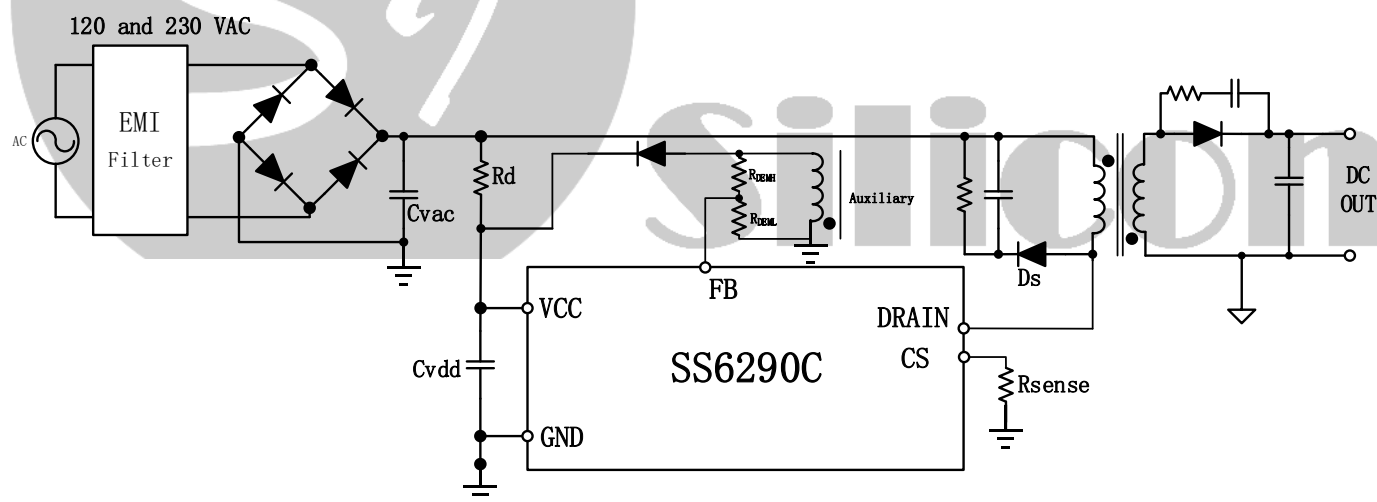 120 and 230 VAC
AC
EMI
Filter
Cvac
Rd
RDEMH
RDEML
Auxiliary
Silicon
DC
OUT
Ds
FB
VCC
DRAIN
CS
SS6290C
Cvdd
Rsense
GND